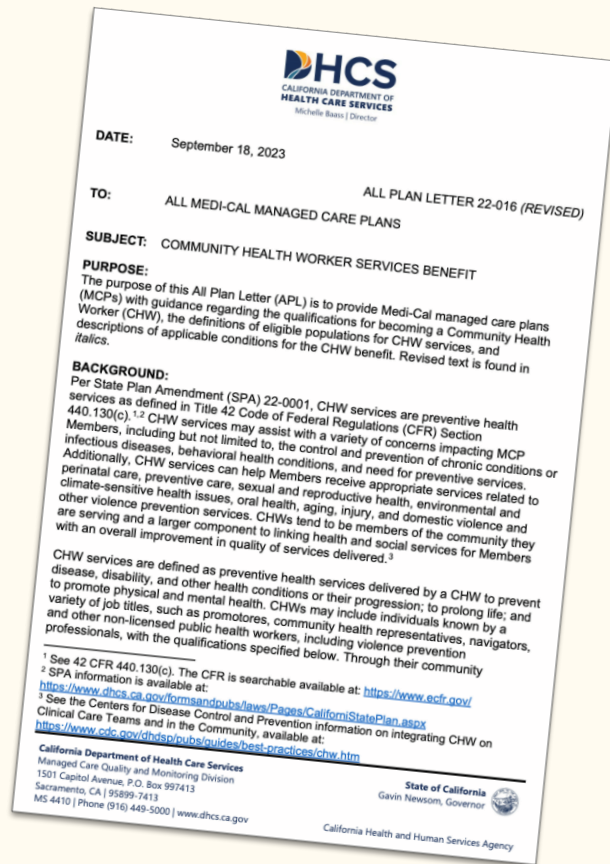 DHCS
CALIFORNIA DEPARTMENT OF
HEALTH CARE SERVICES
Michelle Baass | Director
DATE: September 18, 2023
ALL PLAN LETTER 22-016 (REVISED)
TO: ALL MEDI-CAL MANAGED CARE PLANS
SUBJECT: COMMUNITY HEALTH WORKER SERVICES BENEFIT
PURPOSE:
The purpose of this All Plan Letter (APL) is to provide Medi-Cal managed care plans
(MCPs) with guidance regarding the qualifications for becoming a Community Health
Worker (CHW), the definitions of eligible populations for CHW services, and
descriptions of applicable conditions for the CHW benefit. Revised text is found in
italics.
BACKGROUND:
Per State Plan Amendment (SPA) 22-0001, CHW services are preventive health
services as defined in Title 42 Code of Federal Regulations (CFR) Section
440.130(c).1,2 CHW services may assist with a variety of concerns impacting MCP
Members, including but not limited to, the control and prevention of chronic conditions or
infectious diseases, behavioral health conditions, and need for preventive services.
Additionally, CHW services can help Members receive appropriate services related to
perinatal care, preventive care, sexual and reproductive health, environmental and
climate-sensitive health issues, oral health, aging, injury, and domestic violence and
other violence prevention services. CHWs tend to be members of the community they
are serving and a larger component to linking health and social services for Members
with an overall improvement in quality of services delivered.3
CHW services are defined as preventive health services delivered by a CHW to prevent
disease, disability, and other health conditions or their progression; to prolong life; and
to promote physical and mental health. CHWs may include individuals known by a
variety of job titles, such as promotores, community health representatives, navigators,
and other non-licensed public health workers, including violence prevention
professionals, with the qualifications specified below. Through their community
1 See 42 CFR 440.130(c). The CFR is searchable available at: https://www.ecfr.gov/
2 SPA information is available at:
https://www.dhcs.ca.gov/formsandpubs/laws/Pages/CaliforniStatePlan.aspx
3 See the Centers for Disease Control and Prevention information on integrating CHW on
Clinical Care Teams and in the Community, available at:
https://www.cdc.gov/dhdsp/pubs/guides/best-practices/chw.htm
California Department of Health Care Services
Managed Care Quality and Monitoring Division
1501 Capitol Avenue, P.O. Box 997413
Sacramento, CA | 95899-7413
MS 4410 | Phone (916) 449-5000 | www.dhcs.ca.gov
State of California
Gavin Newsom, Governor
California Health and Human Services Agency